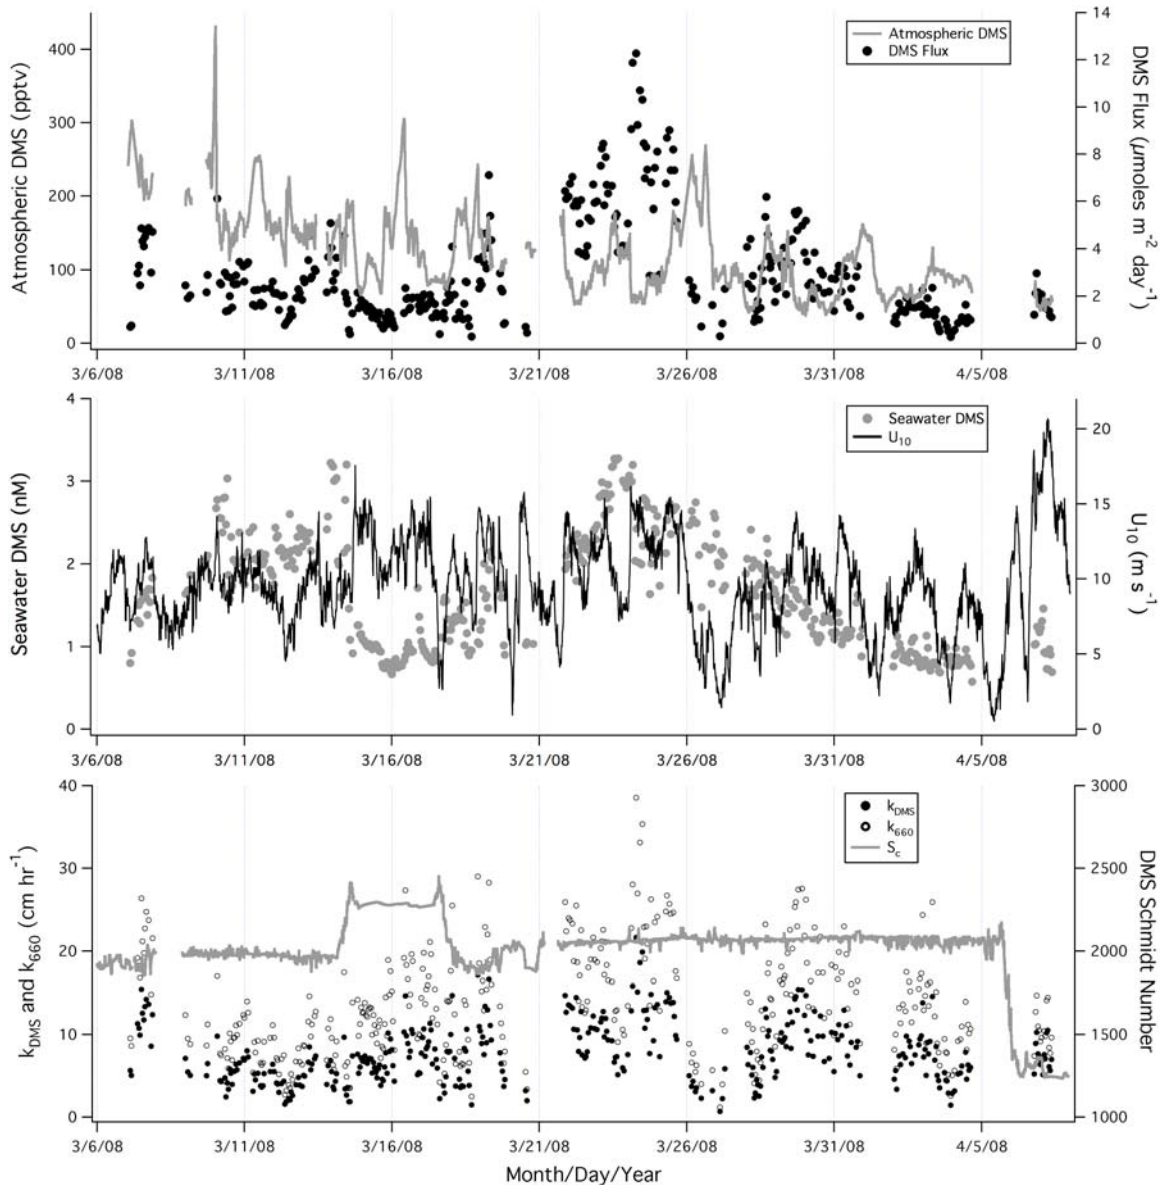 400
300
200
100
0
Atmospheric DMS (pptv)
Atmospheric DMS
DMS Flux
14
12
10
8
6
4
2
0
DMS Flux (μmoles m⁻² day⁻¹)
3/6/08 3/11/08 3/16/08 3/21/08 3/26/08 3/31/08 4/5/08
4
3
2
1
0
Seawater DMS (nM)
Seawater DMS
U₁₀
20
15
10
5
0
U₁₀ (m s⁻¹)
3/6/08 3/11/08 3/16/08 3/21/08 3/26/08 3/31/08 4/5/08
40
30
20
10
0
k_DMS and k₆₆₀ (cm hr⁻¹)
k_DMS
k₆₆₀
S_c
3000
2500
2000
1500
1000
DMS Schmidt Number
3/6/08 3/11/08 3/16/08 3/21/08 3/26/08 3/31/08 4/5/08
Month/Day/Year